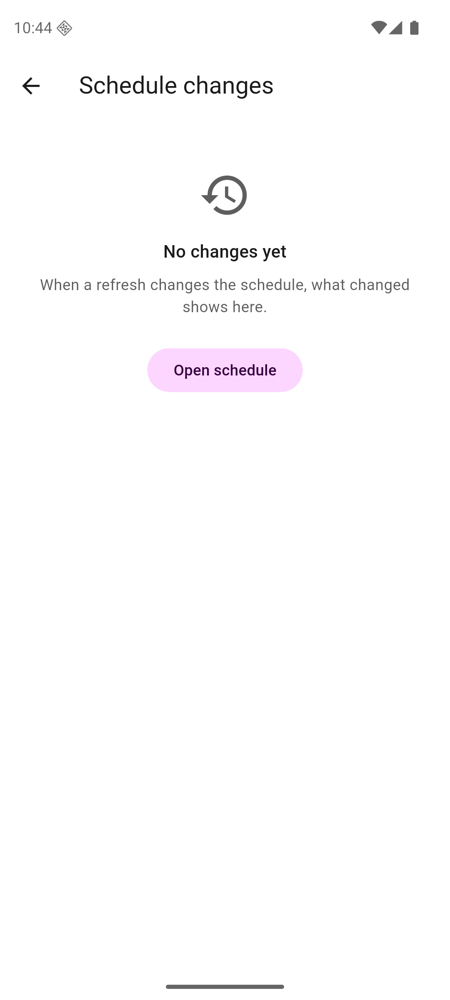 10:44
Schedule changes
No changes yet
When a refresh changes the schedule, what changed
shows here.
Open schedule